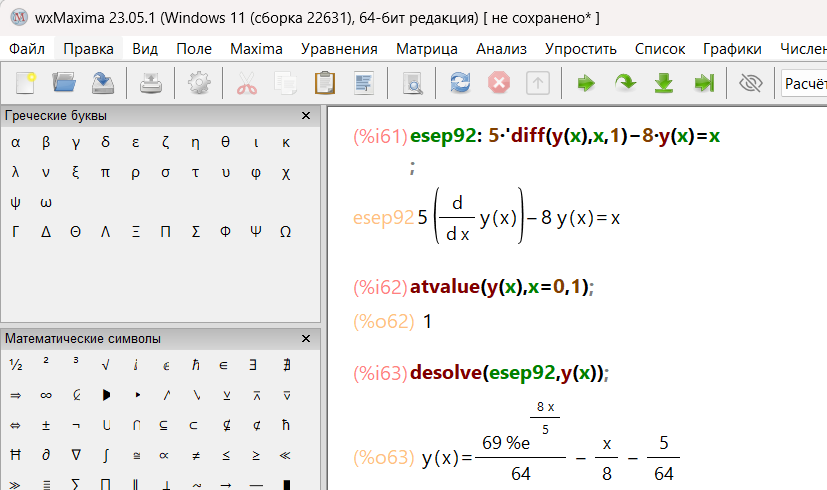 wxMaxima 23.05.1 (Windows 11 (сборка 22631), 64-бит редакция) [ не сохранено* ]
Файл Правка Вид Поле Maxima Уравнения Матрица Анализ Упростить Список Графики Числен
Расчёт
Греческие буквы ×
α β γ δ ε ζ η θ ι κ
λ ν ξ π ρ σ τ υ φ χ
ψ ω
Γ Δ Θ Λ Ξ Π Σ Φ Ψ Ω
Математические символы ×
½ ² ³ √ ⅈ ⅇ ℏ ∈ ∃ ∄
⇒ ∞ ∅ ⊻ ⊼ ⊽
⇔ ± ¬ ∪ ∩ ⊆ ⊂ ⊈ ⊄ ħ
Ħ ∂ ∇ ∫ ≅ ∝ ≠ ≤ ≥ ≪
≫ ≣ ∑ ∏ ∥ ⊥ ~ → — ▮
(%i61) esep92: 5·'diff(y(x),x,1)−8·y(x)=x
;
esep92 5 (d/dx y(x)) − 8 y(x) = x
(%i62) atvalue(y(x),x=0,1);
(%o62) 1
(%i63) desolve(esep92,y(x));
(%o63) y(x) = 69 %e^(8 x/5)/64 − x/8 − 5/64